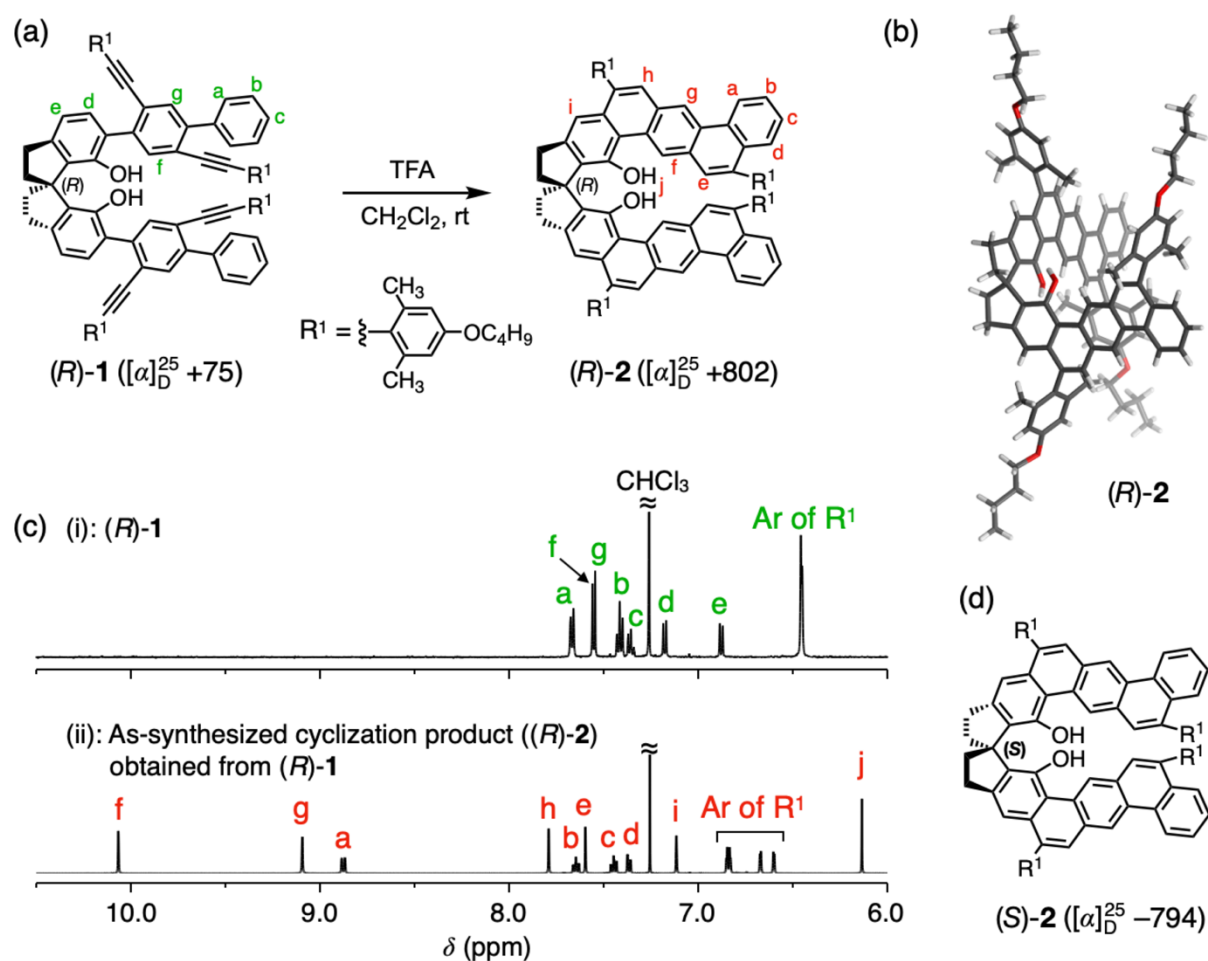 (a)
R¹
e d g a b c
f
OH
OH
(R)
R¹
R¹
R¹
(R)-1 ([α]D25 +75)
TFA
CH2Cl2, rt
R1 =
CH3
OC4H9
CH3
R¹
h b
a
i g c
d
f
e
OH
OH
j
(R)
R¹
R¹
R¹
(R)-2 ([α]D25 +802)
(b)
(R)-2
(c)
(i): (R)-1
CHCl3
≈
Ar of R¹
f
g
a b
c
d
e
(ii): As-synthesized cyclization product ((R)-2)
obtained from (R)-1
≈
f g a h b e c d i Ar of R¹ j
10.0 9.0 8.0 7.0 6.0
δ (ppm)
(d)
R¹
OH
OH
(S)
R¹
R¹
R¹
(S)-2 ([α]D25 –794)